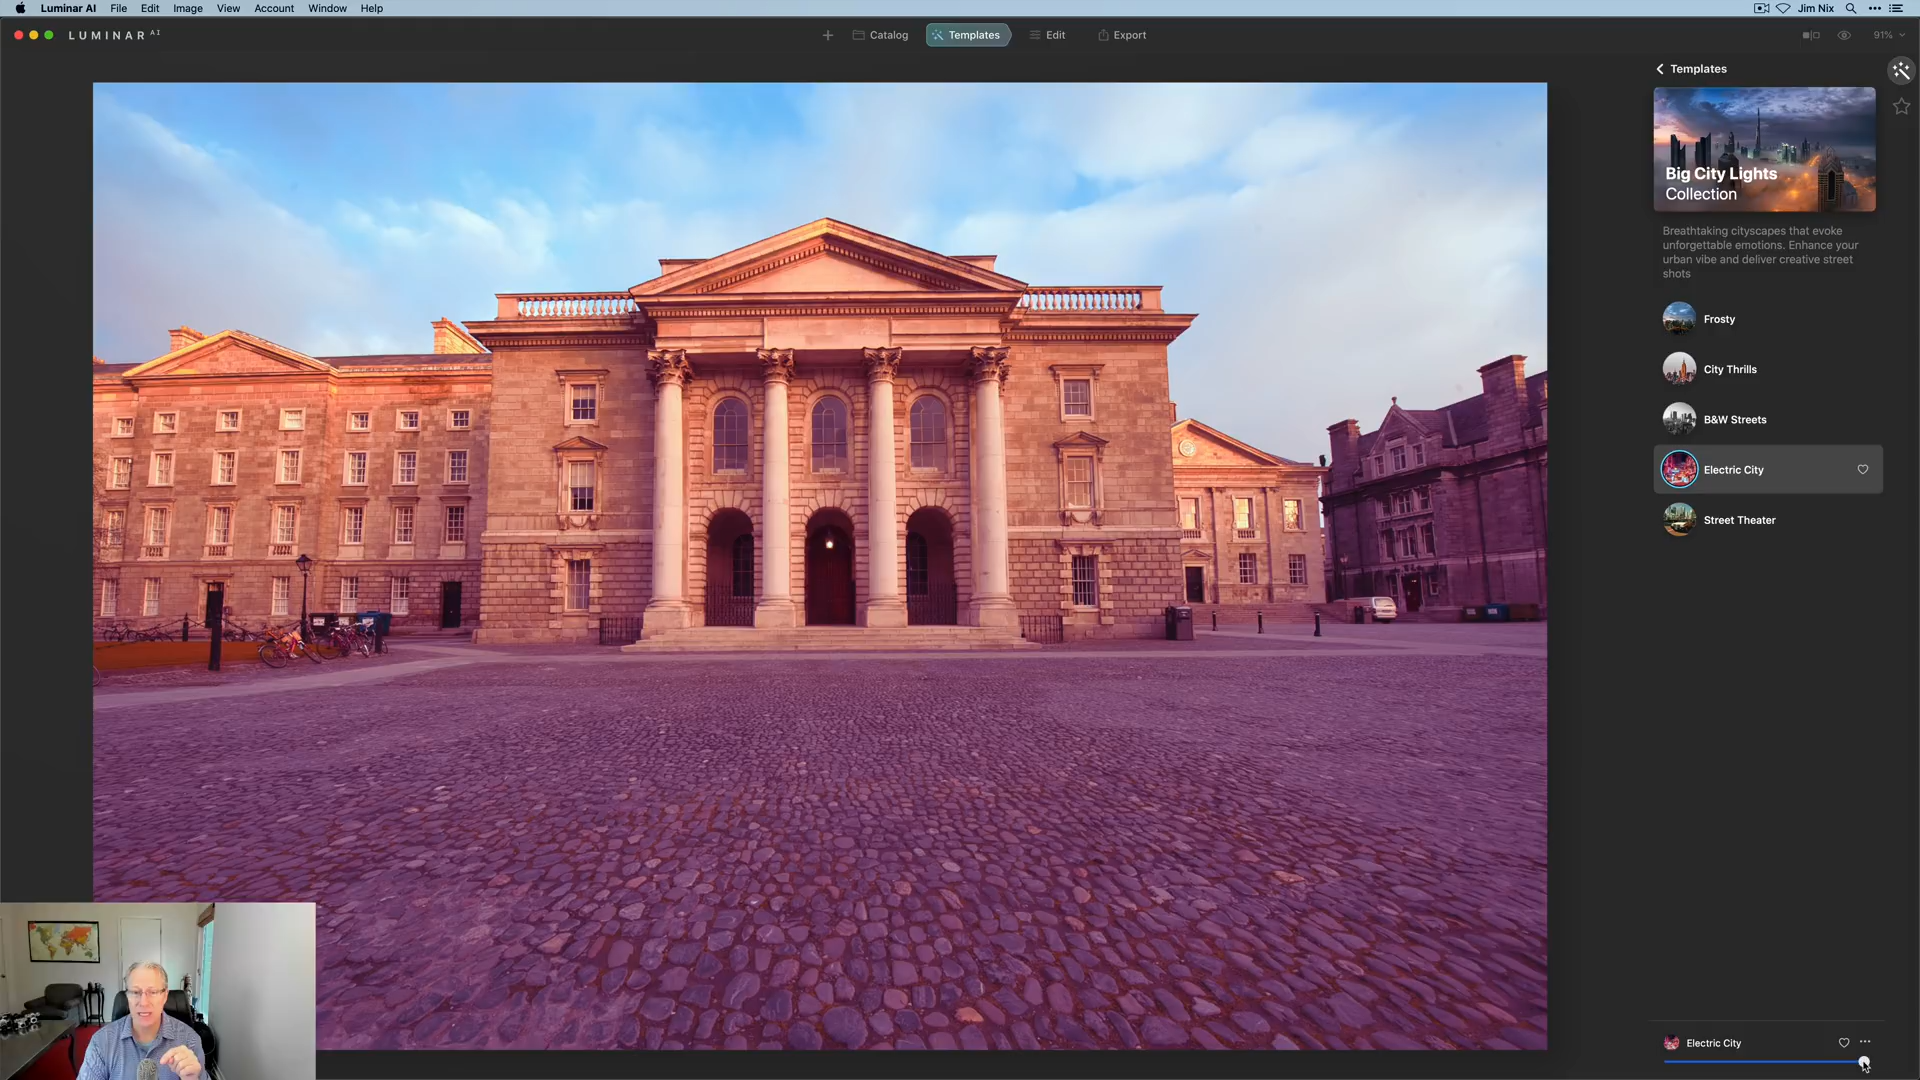 Luminar AI File Edit Image View Account Window Help Jim Nix
LUMINAR AI
Catalog Templates Edit Export 91%
Templates
Big City Lights
Collection
Breathtaking cityscapes that evoke
unforgettable emotions. Enhance your
urban vibe and deliver creative street
shots
Frosty
City Thrills
B&W Streets
Electric City
Street Theater
Electric City